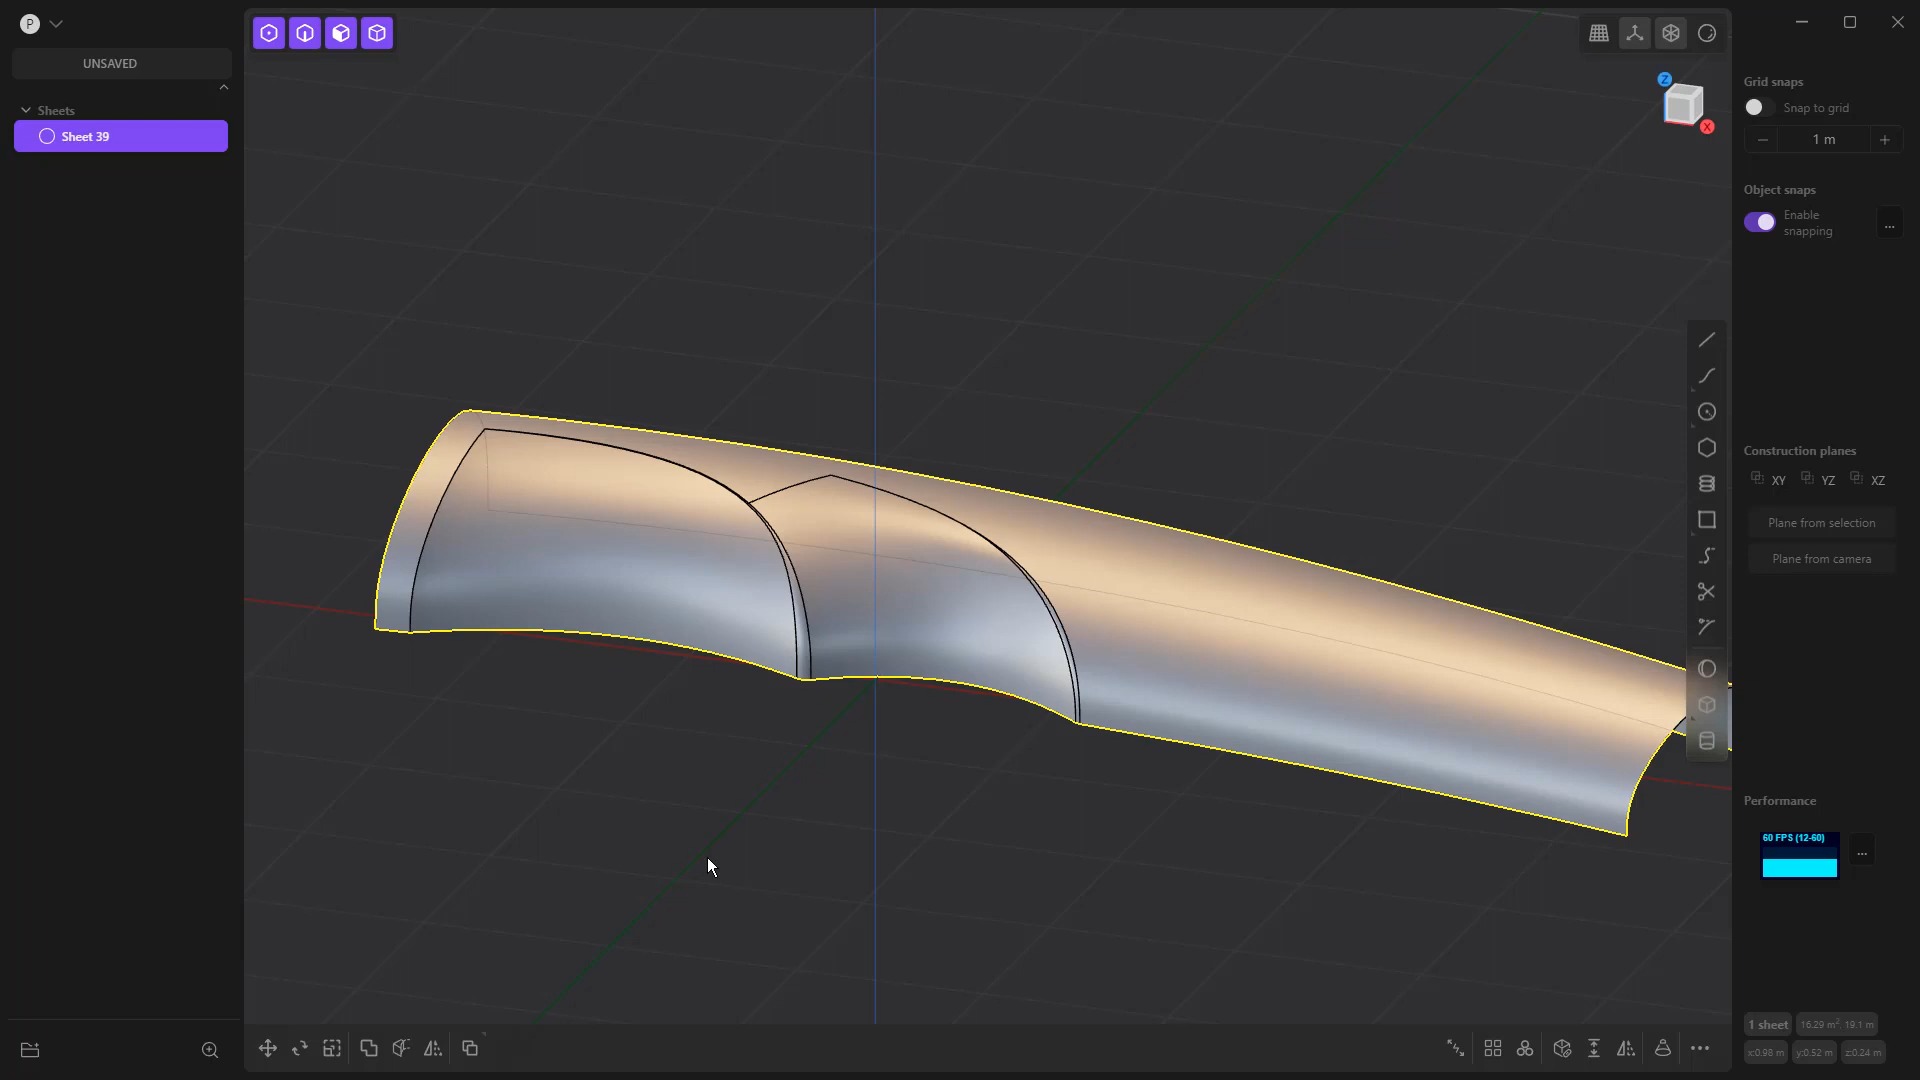 P
UNSAVED
Sheets
Sheet 39
Z
X
Grid snaps
Snap to grid
1 m
Object snaps
Enable
snapping
...
Construction planes
XY
YZ
XZ
Plane from selection
Plane from camera
Performance
60 FPS (12-60)
...
1 sheet
16.29 m², 19.1 m
x:0.98 m
y:0.52 m
z:0.24 m